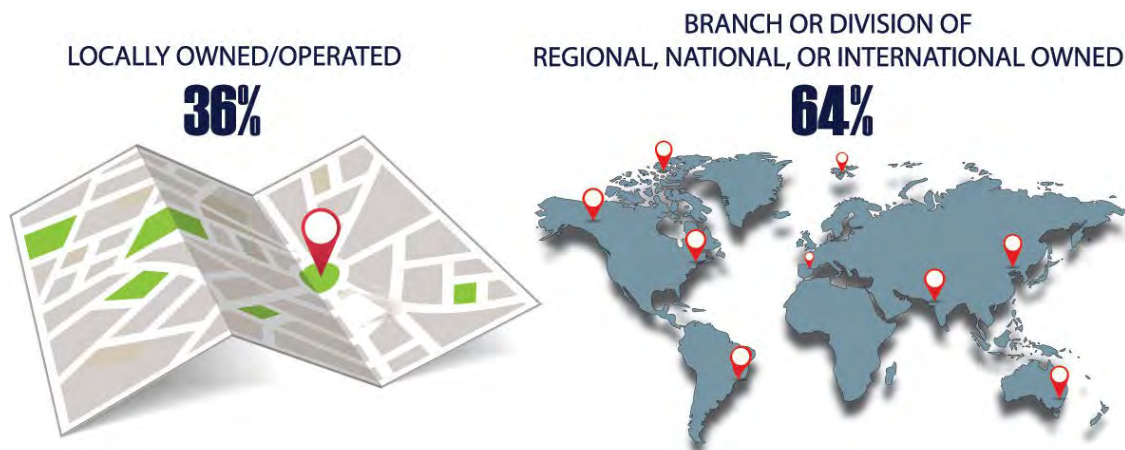 LOCALLY OWNED/OPERATED
36%
BRANCH OR DIVISION OF
REGIONAL, NATIONAL, OR INTERNATIONAL OWNED
64%